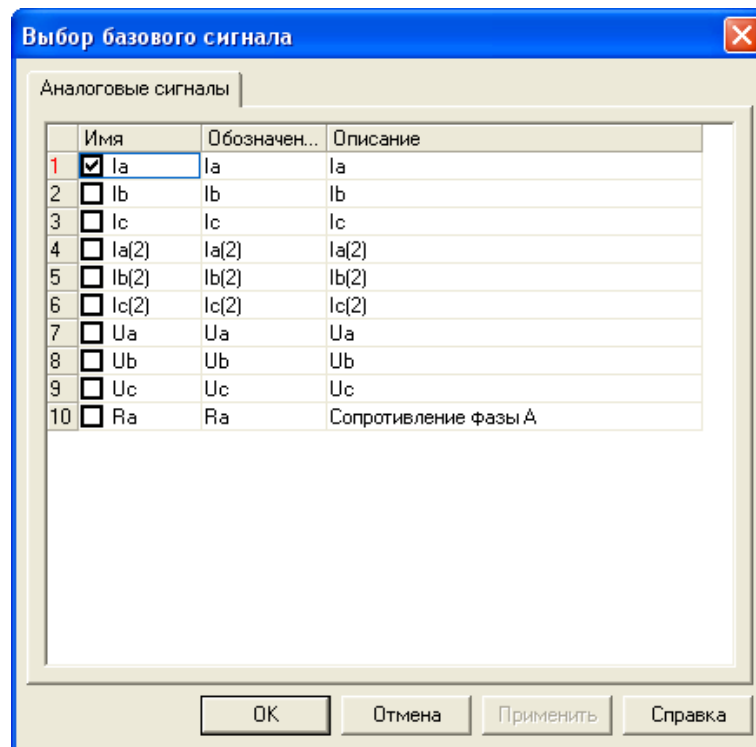 Выбор базового сигнала
Аналоговые сигналы
Имя Обозначен... Описание
1 Ia Ia Ia
2 Ib Ib Ib
3 Ic Ic Ic
4 Ia(2) Ia(2) Ia(2)
5 Ib(2) Ib(2) Ib(2)
6 Ic(2) Ic(2) Ic(2)
7 Ua Ua Ua
8 Ub Ub Ub
9 Uc Uc Uc
10 Ra Ra Сопротивление фазы А
OK Отмена Применить Справка